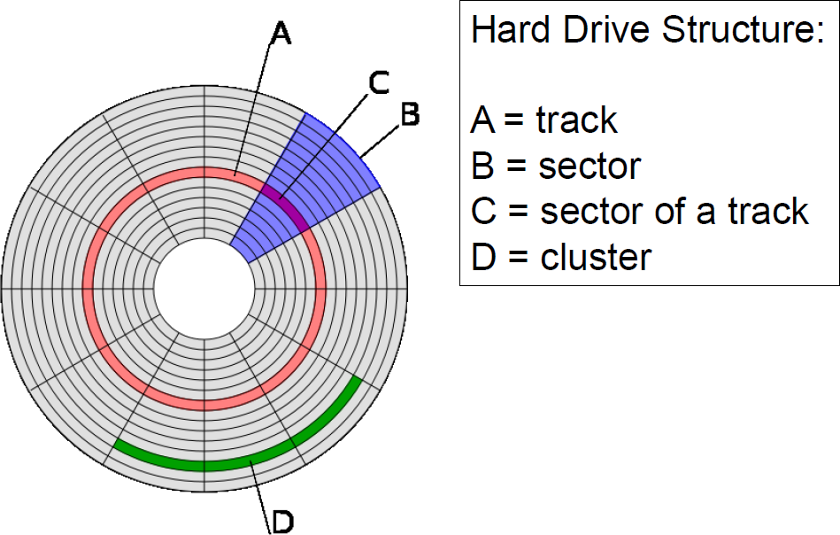 A
C
B
D
Hard Drive Structure:
A = track
B = sector
C = sector of a track
D = cluster